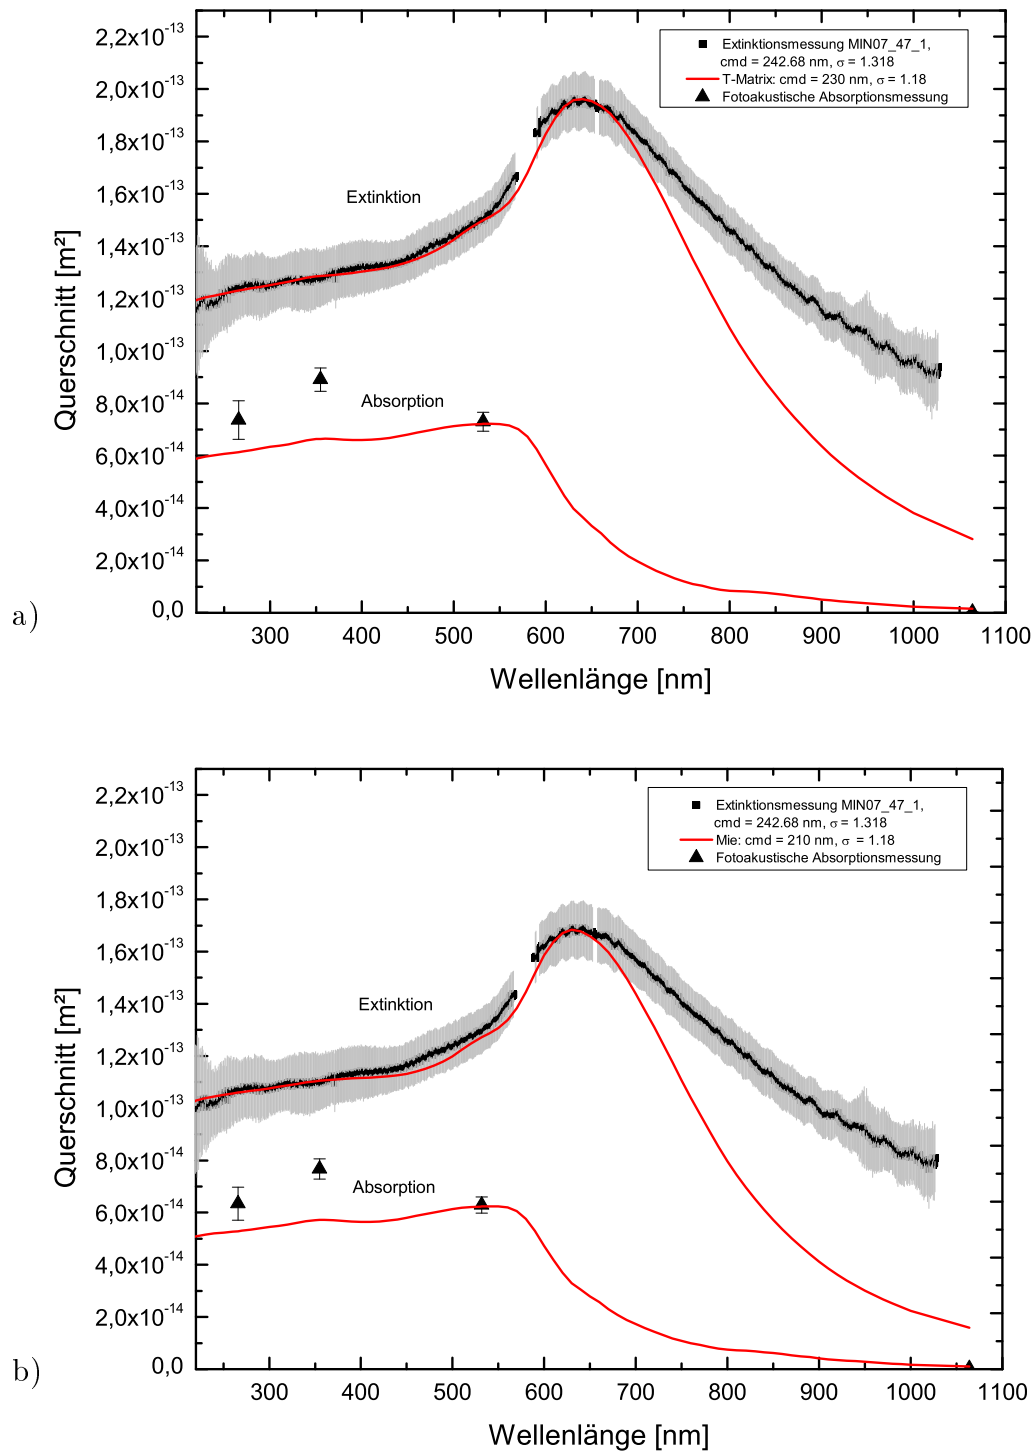 2,2x10⁻¹³
2,0x10⁻¹³
1,8x10⁻¹³
1,6x10⁻¹³
1,4x10⁻¹³
1,2x10⁻¹³
1,0x10⁻¹³
8,0x10⁻¹⁴
6,0x10⁻¹⁴
4,0x10⁻¹⁴
2,0x10⁻¹⁴
0,0
Querschnitt [m²]
Extinktionsmessung MIN07_47_1,
cmd = 242.68 nm, σ = 1.318
T-Matrix: cmd = 230 nm, σ = 1.18
Fotoakustische Absorptionsmessung
Extinktion
Absorption
a)
300 400 500 600 700 800 900 1000 1100
Wellenlänge [nm]
2,2x10⁻¹³
2,0x10⁻¹³
1,8x10⁻¹³
1,6x10⁻¹³
1,4x10⁻¹³
1,2x10⁻¹³
1,0x10⁻¹³
8,0x10⁻¹⁴
6,0x10⁻¹⁴
4,0x10⁻¹⁴
2,0x10⁻¹⁴
0,0
Querschnitt [m²]
Extinktionsmessung MIN07_47_1,
cmd = 242.68 nm, σ = 1.318
Mie: cmd = 210 nm, σ = 1.18
Fotoakustische Absorptionsmessung
Extinktion
Absorption
b)
300 400 500 600 700 800 900 1000 1100
Wellenlänge [nm]